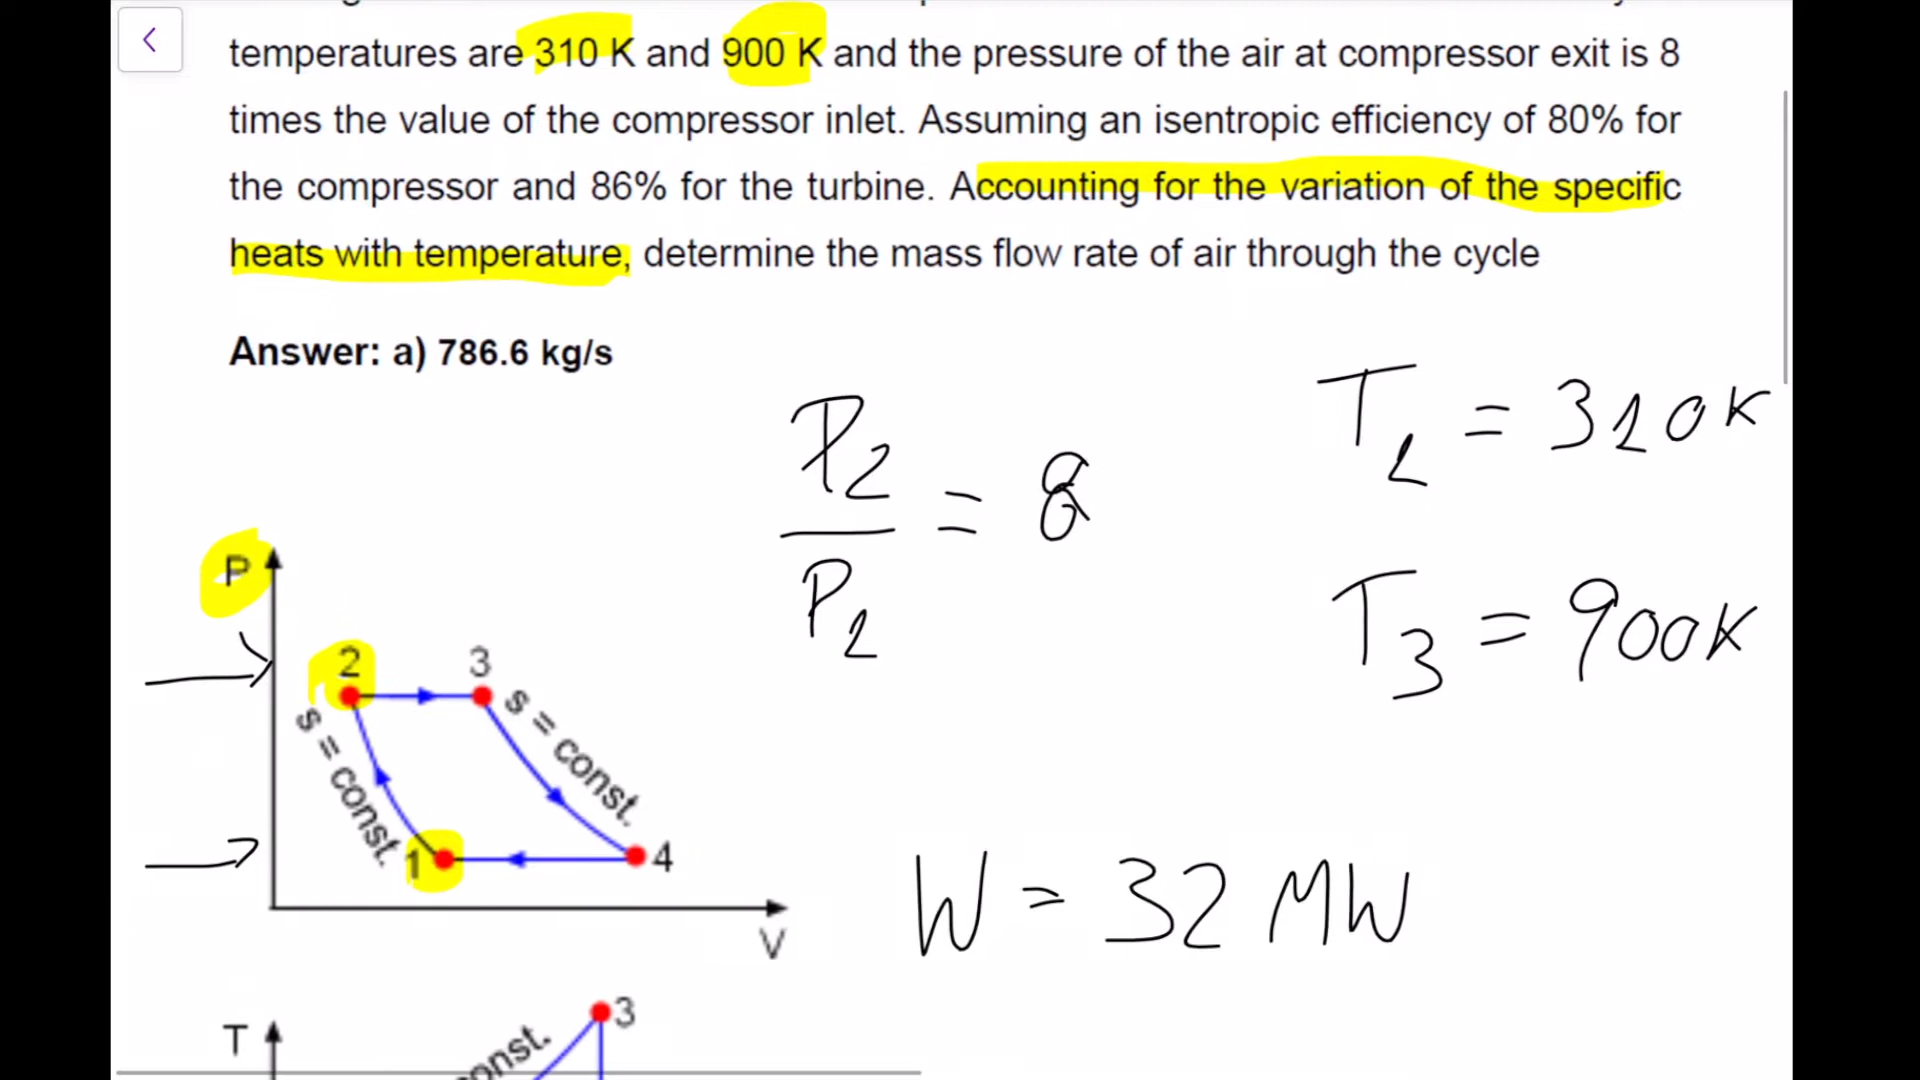 temperatures are 310 K and 900 K and the pressure of the air at compressor exit is 8
times the value of the compressor inlet. Assuming an isentropic efficiency of 80% for
the compressor and 86% for the turbine. Accounting for the variation of the specific
heats with temperature, determine the mass flow rate of air through the cycle
Answer: a) 786.6 kg/s
P2
P2
= 8
T1 = 310K
T3 = 900K
W = 32 MW
P
2
3
s = const.
s = const.
1
4
V
T
3
onst.